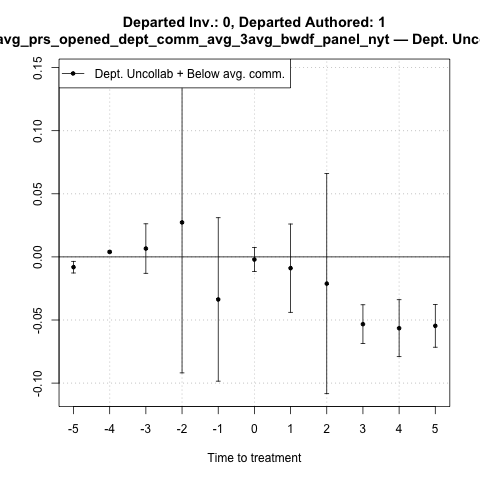 Departed Inv.: 0, Departed Authored: 1
avg_prs_opened_dept_comm_avg_3avg_bwdf_panel_nyt — Dept. Unco
Dept. Uncollab + Below avg. comm.
0.15
0.10
0.05
0.00
-0.05
-0.10
-5 -4 -3 -2 -1 0 1 2 3 4 5
Time to treatment